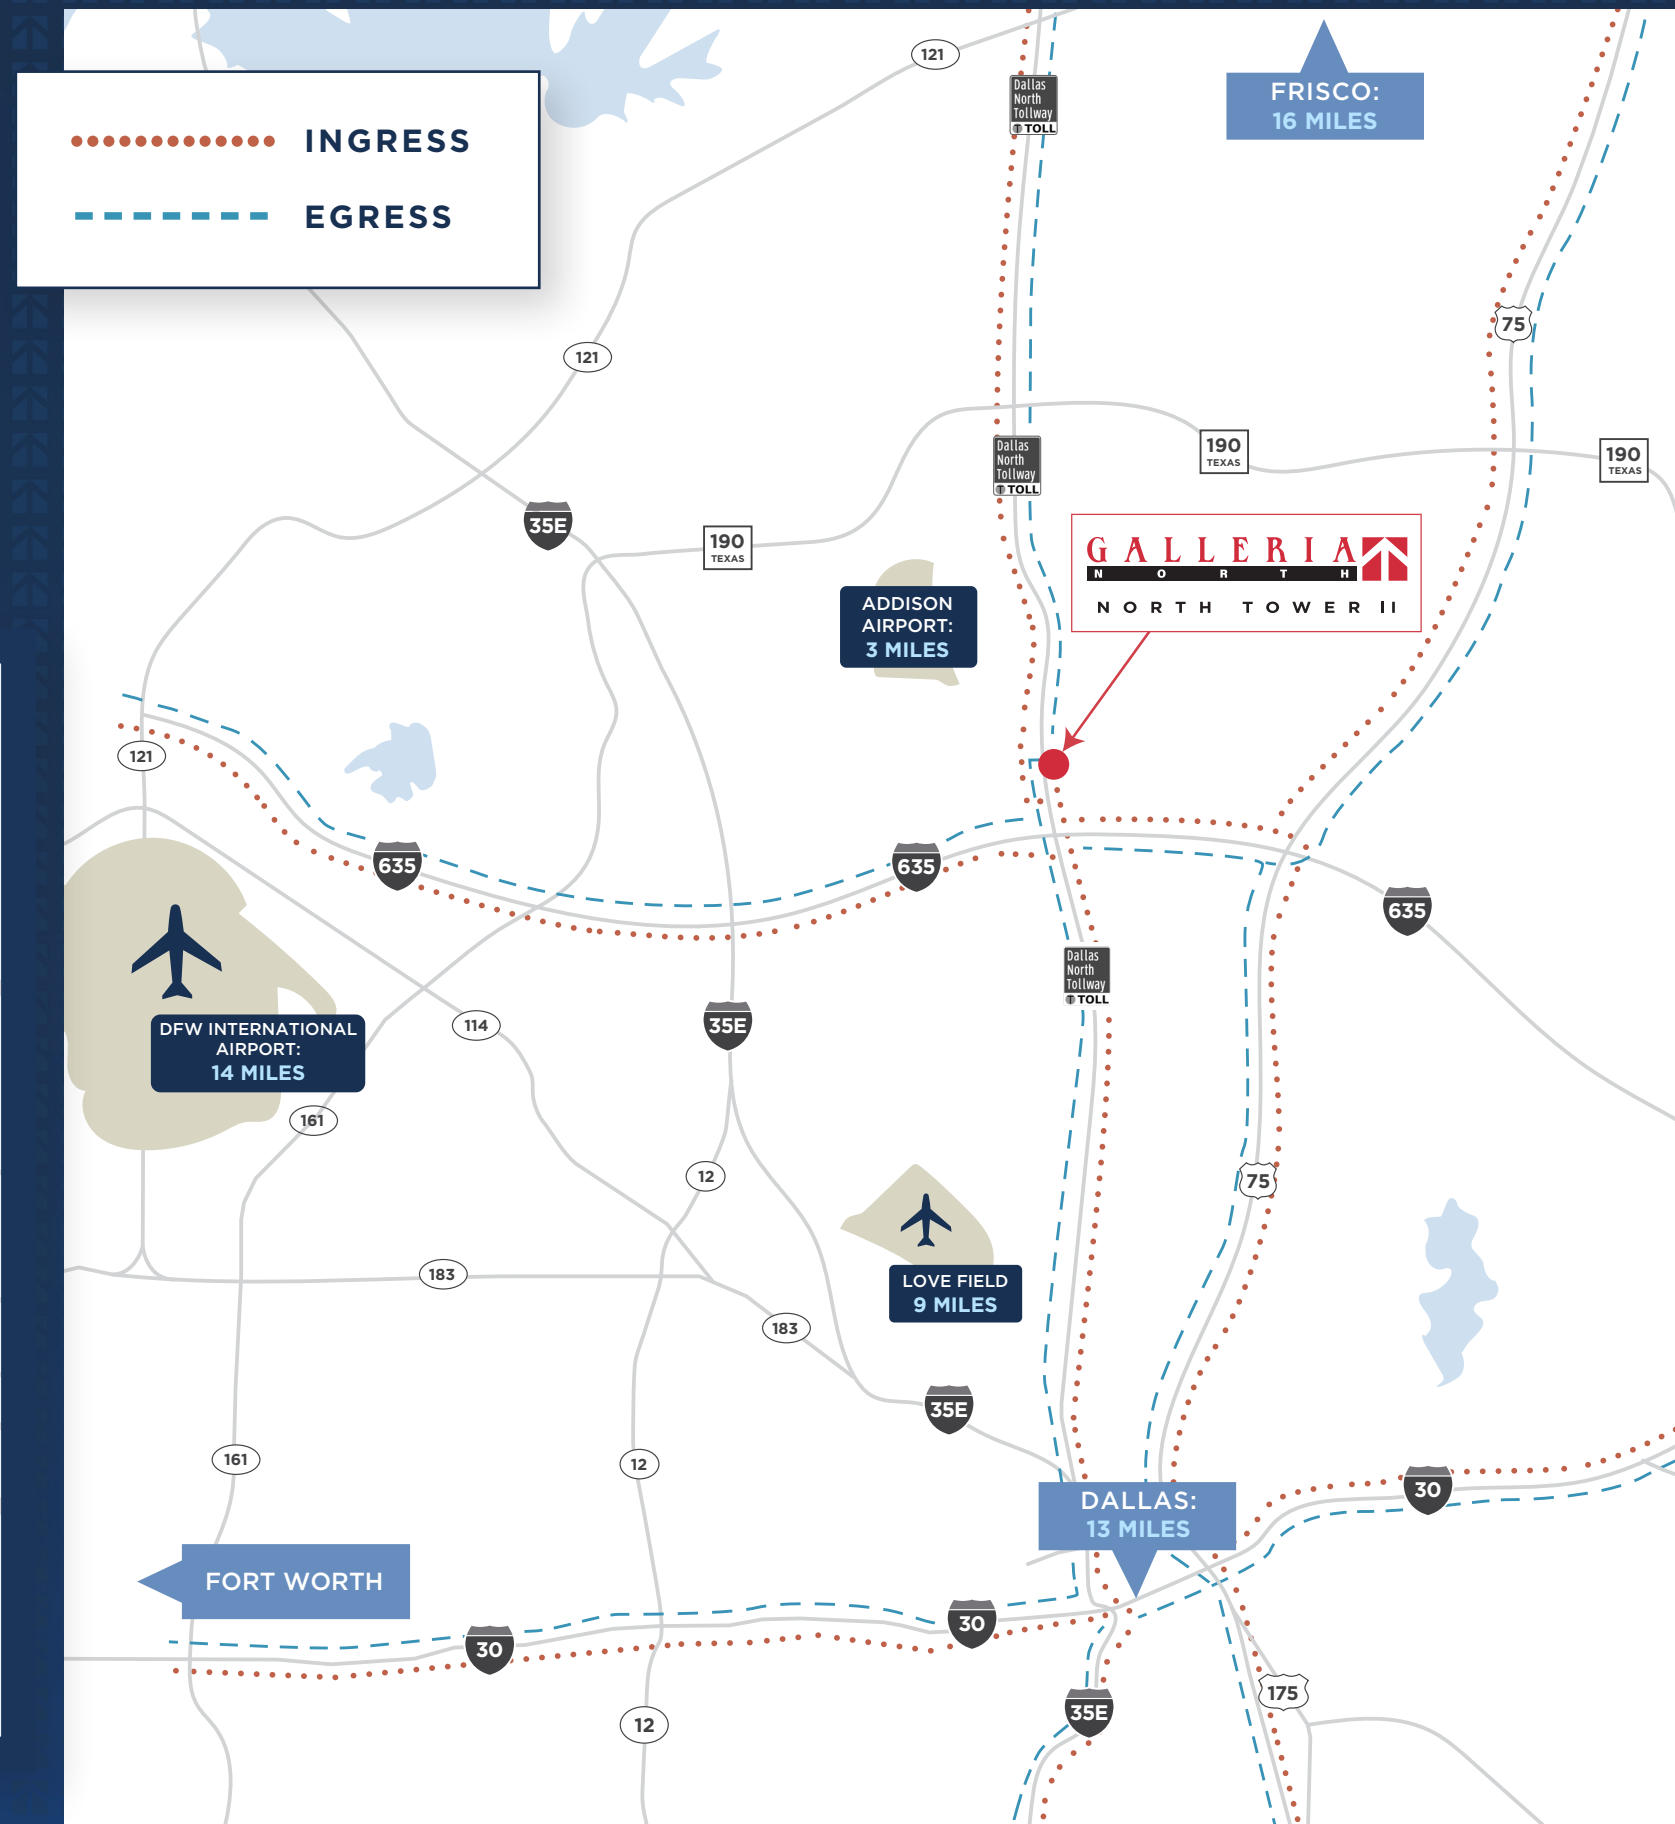 121
Dallas
North
Tollway
TOLL
FRISCO:
16 MILES
INGRESS
EGRESS
75
121
190
TEXAS
190
TEXAS
Dallas
North
Tollway
TOLL
35E
190
TEXAS
GALLERIA
NORTH
NORTH TOWER II
ADDISON
AIRPORT:
3 MILES
121
635
635
635
Dallas
North
Tollway
TOLL
DFW INTERNATIONAL
AIRPORT:
14 MILES
114
35E
161
12
75
183
LOVE FIELD
9 MILES
183
35E
161
12
30
DALLAS:
13 MILES
FORT WORTH
30
30
175
35E
12